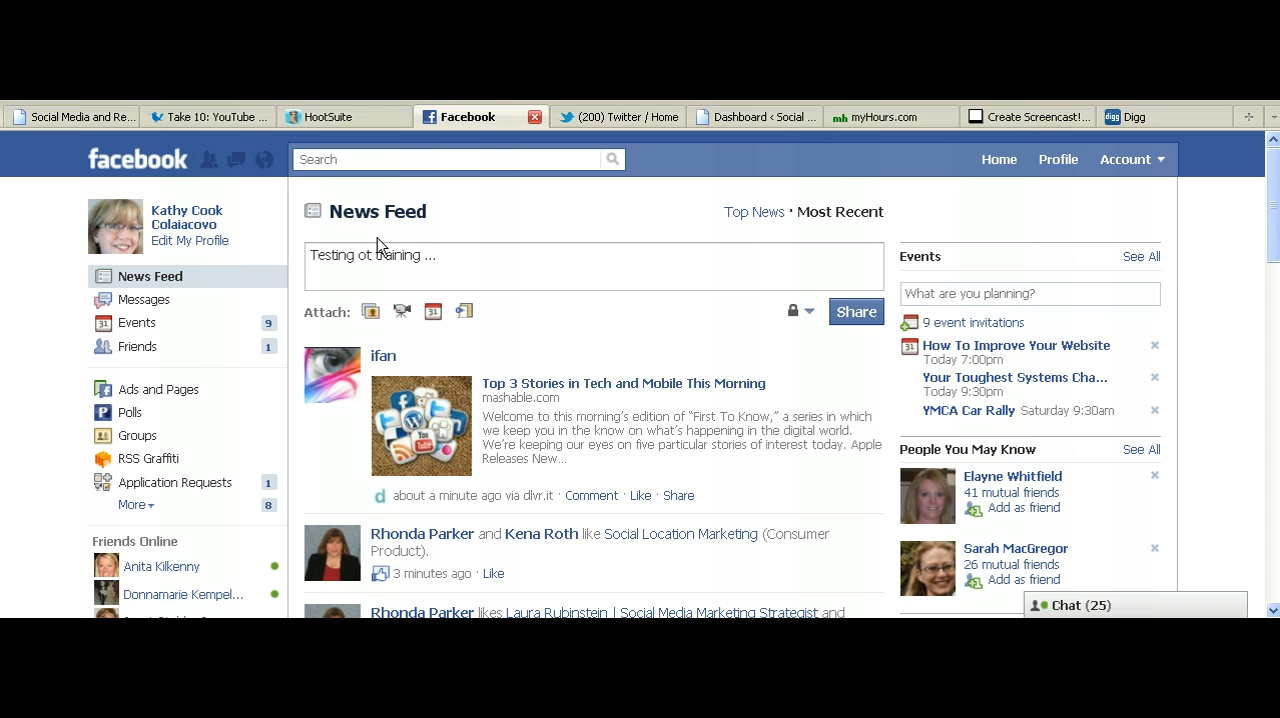 Social Media and Re...
Take 10: YouTube ...
HootSuite
Facebook
(200) Twitter / Home
Dashboard ‹ Social ...
mh myHours.com
Create Screencast!...
digg Digg
facebook
Search
Home
Profile
Account
Kathy Cook
Colaiacovo
Edit My Profile
News Feed
Messages
Events 9
Friends 1
Ads and Pages
Polls
Groups
RSS Graffiti
Application Requests 1
More 8
Friends Online
Anita Kilkenny
Donnamarie Kempel...
News Feed
Top News · Most Recent
Testing ot training ...
Attach:
31
Share
ifan
Top 3 Stories in Tech and Mobile This Morning
mashable.com
Welcome to this morning's edition of “First To Know,” a series in which
we keep you in the know on what's happening in the digital world.
We're keeping our eyes on five particular stories of interest today. Apple
Releases New...
d about a minute ago via dlvr.it · Comment · Like · Share
Rhonda Parker and Kena Roth like Social Location Marketing (Consumer
Product).
3 minutes ago · Like
Rhonda Parker likes Laura Rubinstein | Social Media Marketing Strategist and
Events
See All
What are you planning?
9 event invitations
31 How To Improve Your Website
Today 7:00pm
Your Toughest Systems Cha...
Today 9:30pm
YMCA Car Rally Saturday 9:30am
People You May Know
See All
Elayne Whitfield
41 mutual friends
Add as friend
Sarah MacGregor
26 mutual friends
Add as friend
Chat (25)